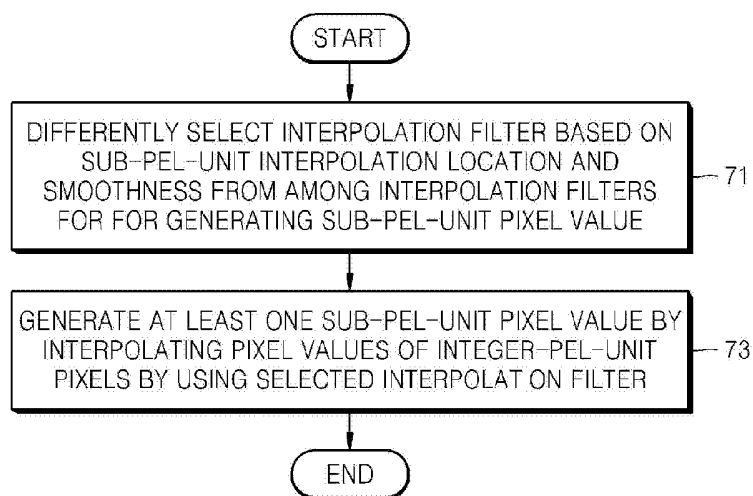 START
DIFFERENTLY SELECT INTERPOLATION FILTER BASED ON
SUB-PEL-UNIT INTERPOLATION LOCATION AND
SMOOTHNESS FROM AMONG INTERPOLATION FILTERS
FOR FOR GENERATING SUB-PEL-UNIT PIXEL VALUE
71
GENERATE AT LEAST ONE SUB-PEL-UNIT PIXEL VALUE BY
INTERPOLATING PIXEL VALUES OF INTEGER-PEL-UNIT
PIXELS BY USING SELECTED INTERPOLAT ON FILTER
73
END